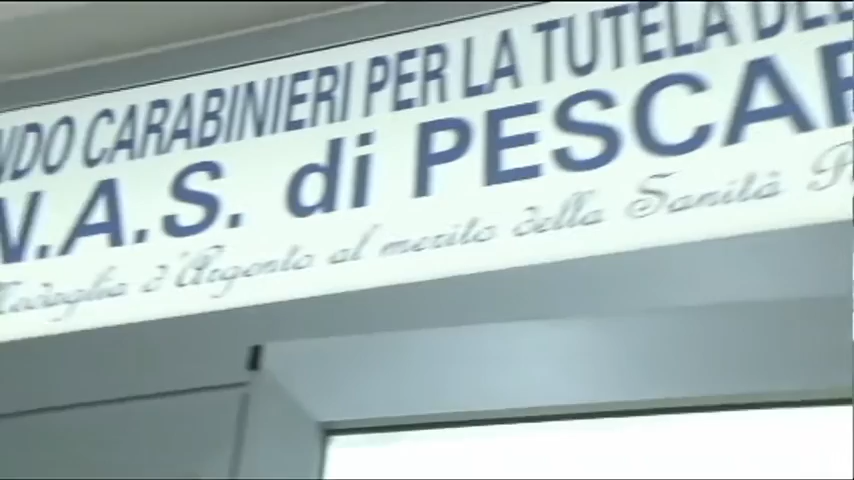 NDO CARABINIERI PER LA TUTELA DEL
N.A.S. di PESCAR
Medaglia d'Argento al merito della Sanità